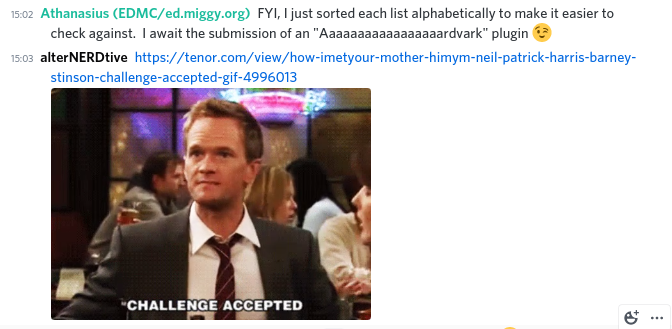 15:02 Athanasius (EDMC/ed.miggy.org) FYI, I just sorted each list alphabetically to make it easier to
check against. I await the submission of an "Aaaaaaaaaaaaaaaaardvark" plugin 😉
15:03 alterNERDtive https://tenor.com/view/how-imetyour-mother-himym-neil-patrick-harris-barney-
stinson-challenge-accepted-gif-4996013
"CHALLENGE ACCEPTED